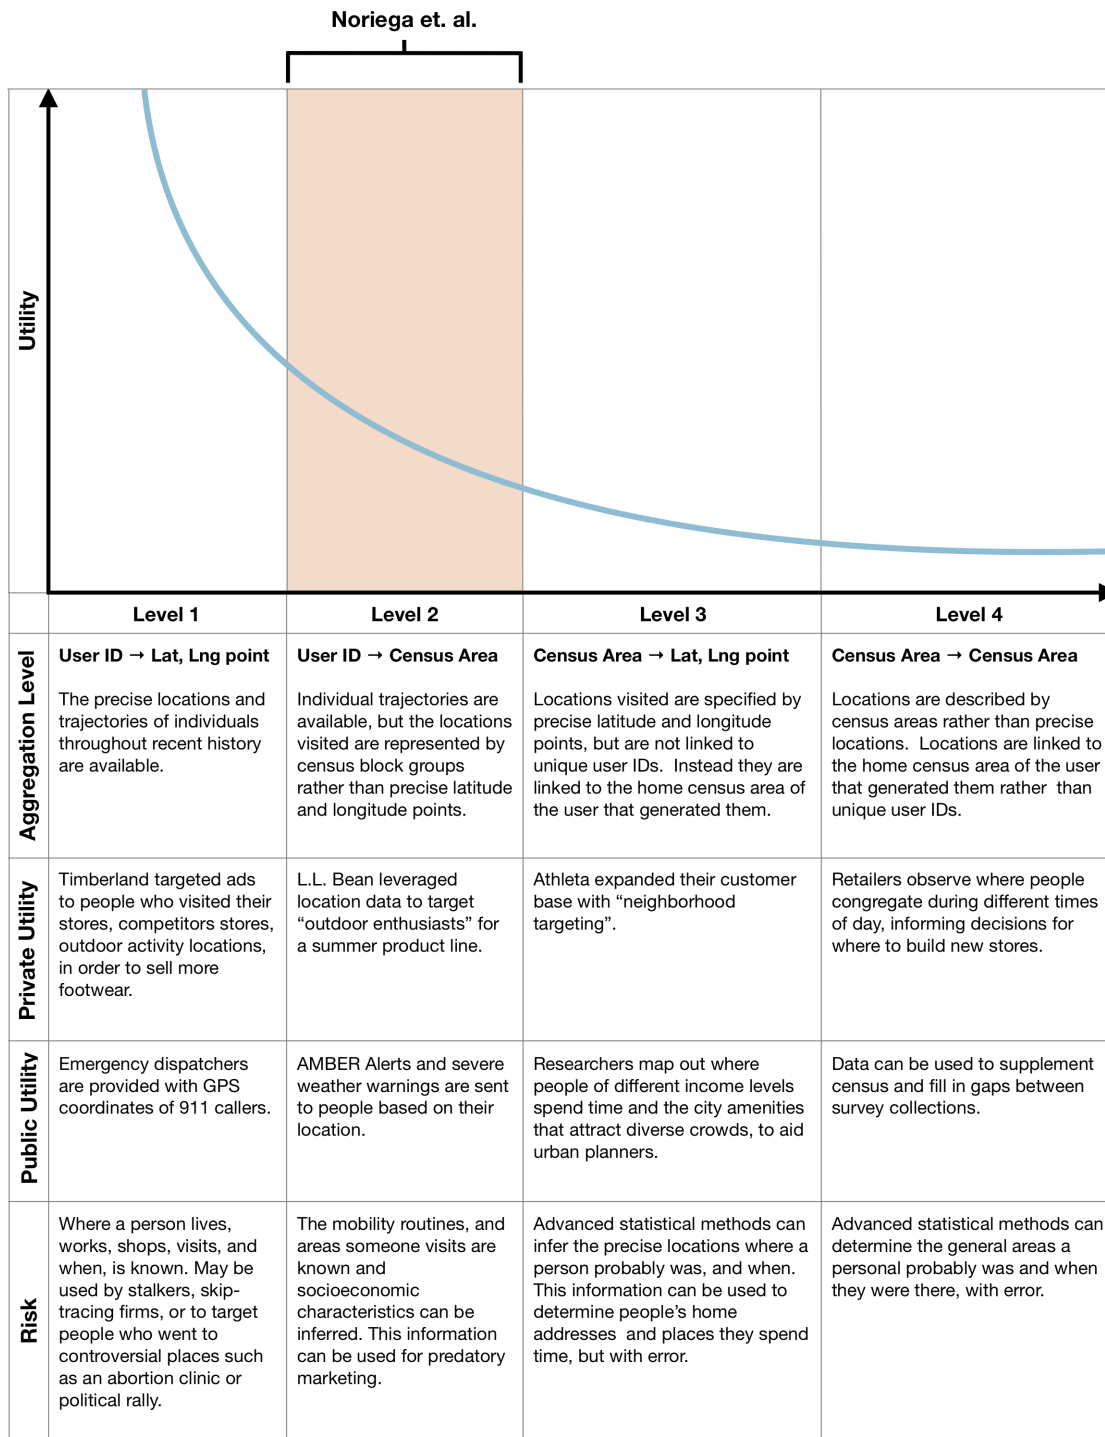 Noriega et. al.
Utility
Level 1
Level 2
Level 3
Level 4
Aggregation Level
User ID → Lat, Lng point
The precise locations and
trajectories of individuals
throughout recent history
are available.
User ID → Census Area
Individual trajectories are
available, but the locations
visited are represented by
census block groups
rather than precise latitude
and longitude points.
Census Area → Lat, Lng point
Locations visited are specified by
precise latitude and longitude
points, but are not linked to
unique user IDs.  Instead they are
linked to the home census area of
the user that generated them.
Census Area → Census Area
Locations are described by
census areas rather than precise
locations.  Locations are linked to
the home census area of the user
that generated them rather  than
unique user IDs.
Private Utility
Timberland targeted ads
to people who visited their
stores, competitors stores,
outdoor activity locations,
in order to sell more
footwear.
L.L. Bean leveraged
location data to target
“outdoor enthusiasts” for
a summer product line.
Athleta expanded their customer
base with “neighborhood
targeting”.
Retailers observe where people
congregate during different times
of day, informing decisions for
where to build new stores.
Public Utility
Emergency dispatchers
are provided with GPS
coordinates of 911 callers.
AMBER Alerts and severe
weather warnings are sent
to people based on their
location.
Researchers map out where
people of different income levels
spend time and the city amenities
that attract diverse crowds, to aid
urban planners.
Data can be used to supplement
census and fill in gaps between
survey collections.
Risk
Where a person lives,
works, shops, visits, and
when, is known. May be
used by stalkers, skip-
tracing firms, or to target
people who went to
controversial places such
as an abortion clinic or
political rally.
The mobility routines, and
areas someone visits are
known and
socioeconomic
characteristics can be
inferred. This information
can be used for predatory
marketing.
Advanced statistical methods can
infer the precise locations where a
person probably was, and when.
This information can be used to
determine people’s home
addresses  and places they spend
time, but with error.
Advanced statistical methods can
determine the general areas a
personal probably was and when
they were there, with error.